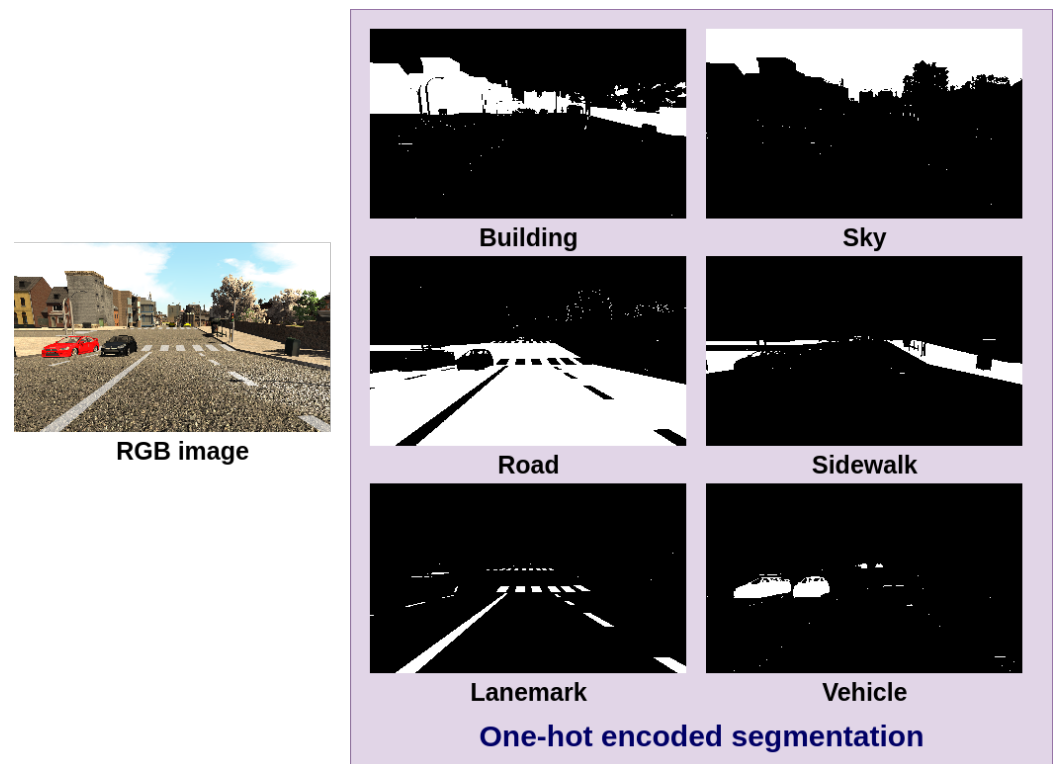 Building
Sky
RGB image
Road
Sidewalk
Lanemark
Vehicle
One-hot encoded segmentation